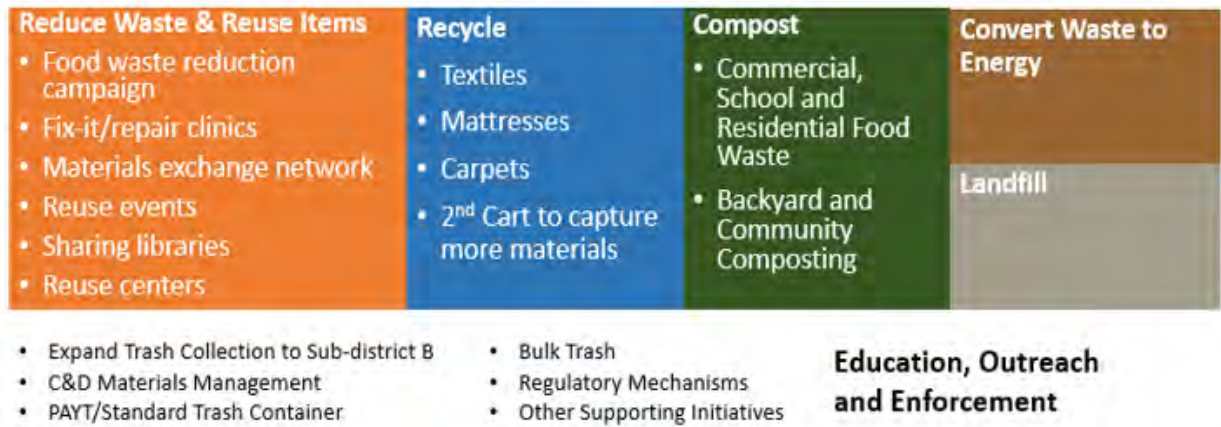 Reduce Waste & Reuse Items
• Food waste reduction
campaign
• Fix-it/repair clinics
• Materials exchange network
• Reuse events
• Sharing libraries
• Reuse centers
Recycle
• Textiles
• Mattresses
• Carpets
• 2nd Cart to capture
more materials
Compost
• Commercial,
School and
Residential Food
Waste
• Backyard and
Community
Composting
Convert Waste to
Energy
Landfill
• Expand Trash Collection to Sub-district B
• C&D Materials Management
• PAYT/Standard Trash Container
• Bulk Trash
• Regulatory Mechanisms
• Other Supporting Initiatives
Education, Outreach
and Enforcement